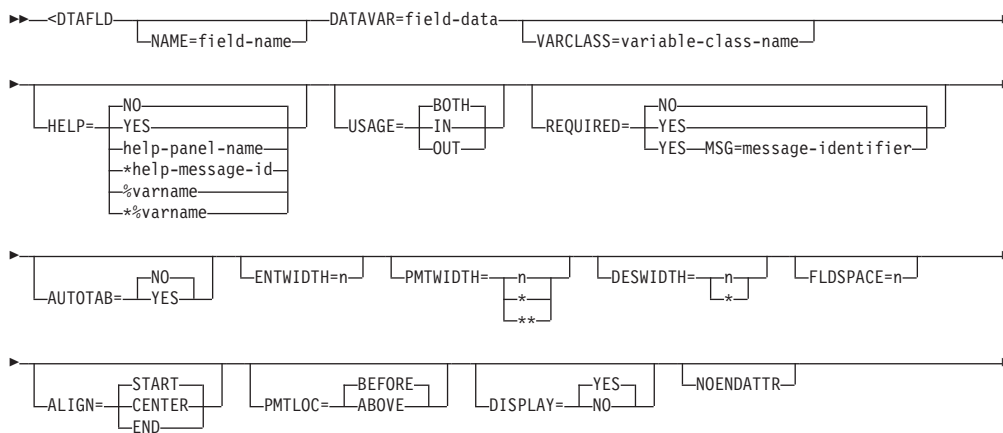 <DTAFLD DATAVAR=field-data
NAME=field-name VARCLASS=variable-class-name
NO BOTH NO
HELP= YES USAGE= IN REQUIRED= YES
help-panel-name OUT YES MSG=message-identifier
*help-message-id
%varname
*%varname
NO
AUTOTAB= YES ENTWIDTH=n PMTWIDTH= n DESWIDTH= n FLDSPACE=n
* *
**
START BEFORE YES NOENDATTR
ALIGN= CENTER PMTLOC= ABOVE DISPLAY= NO
END